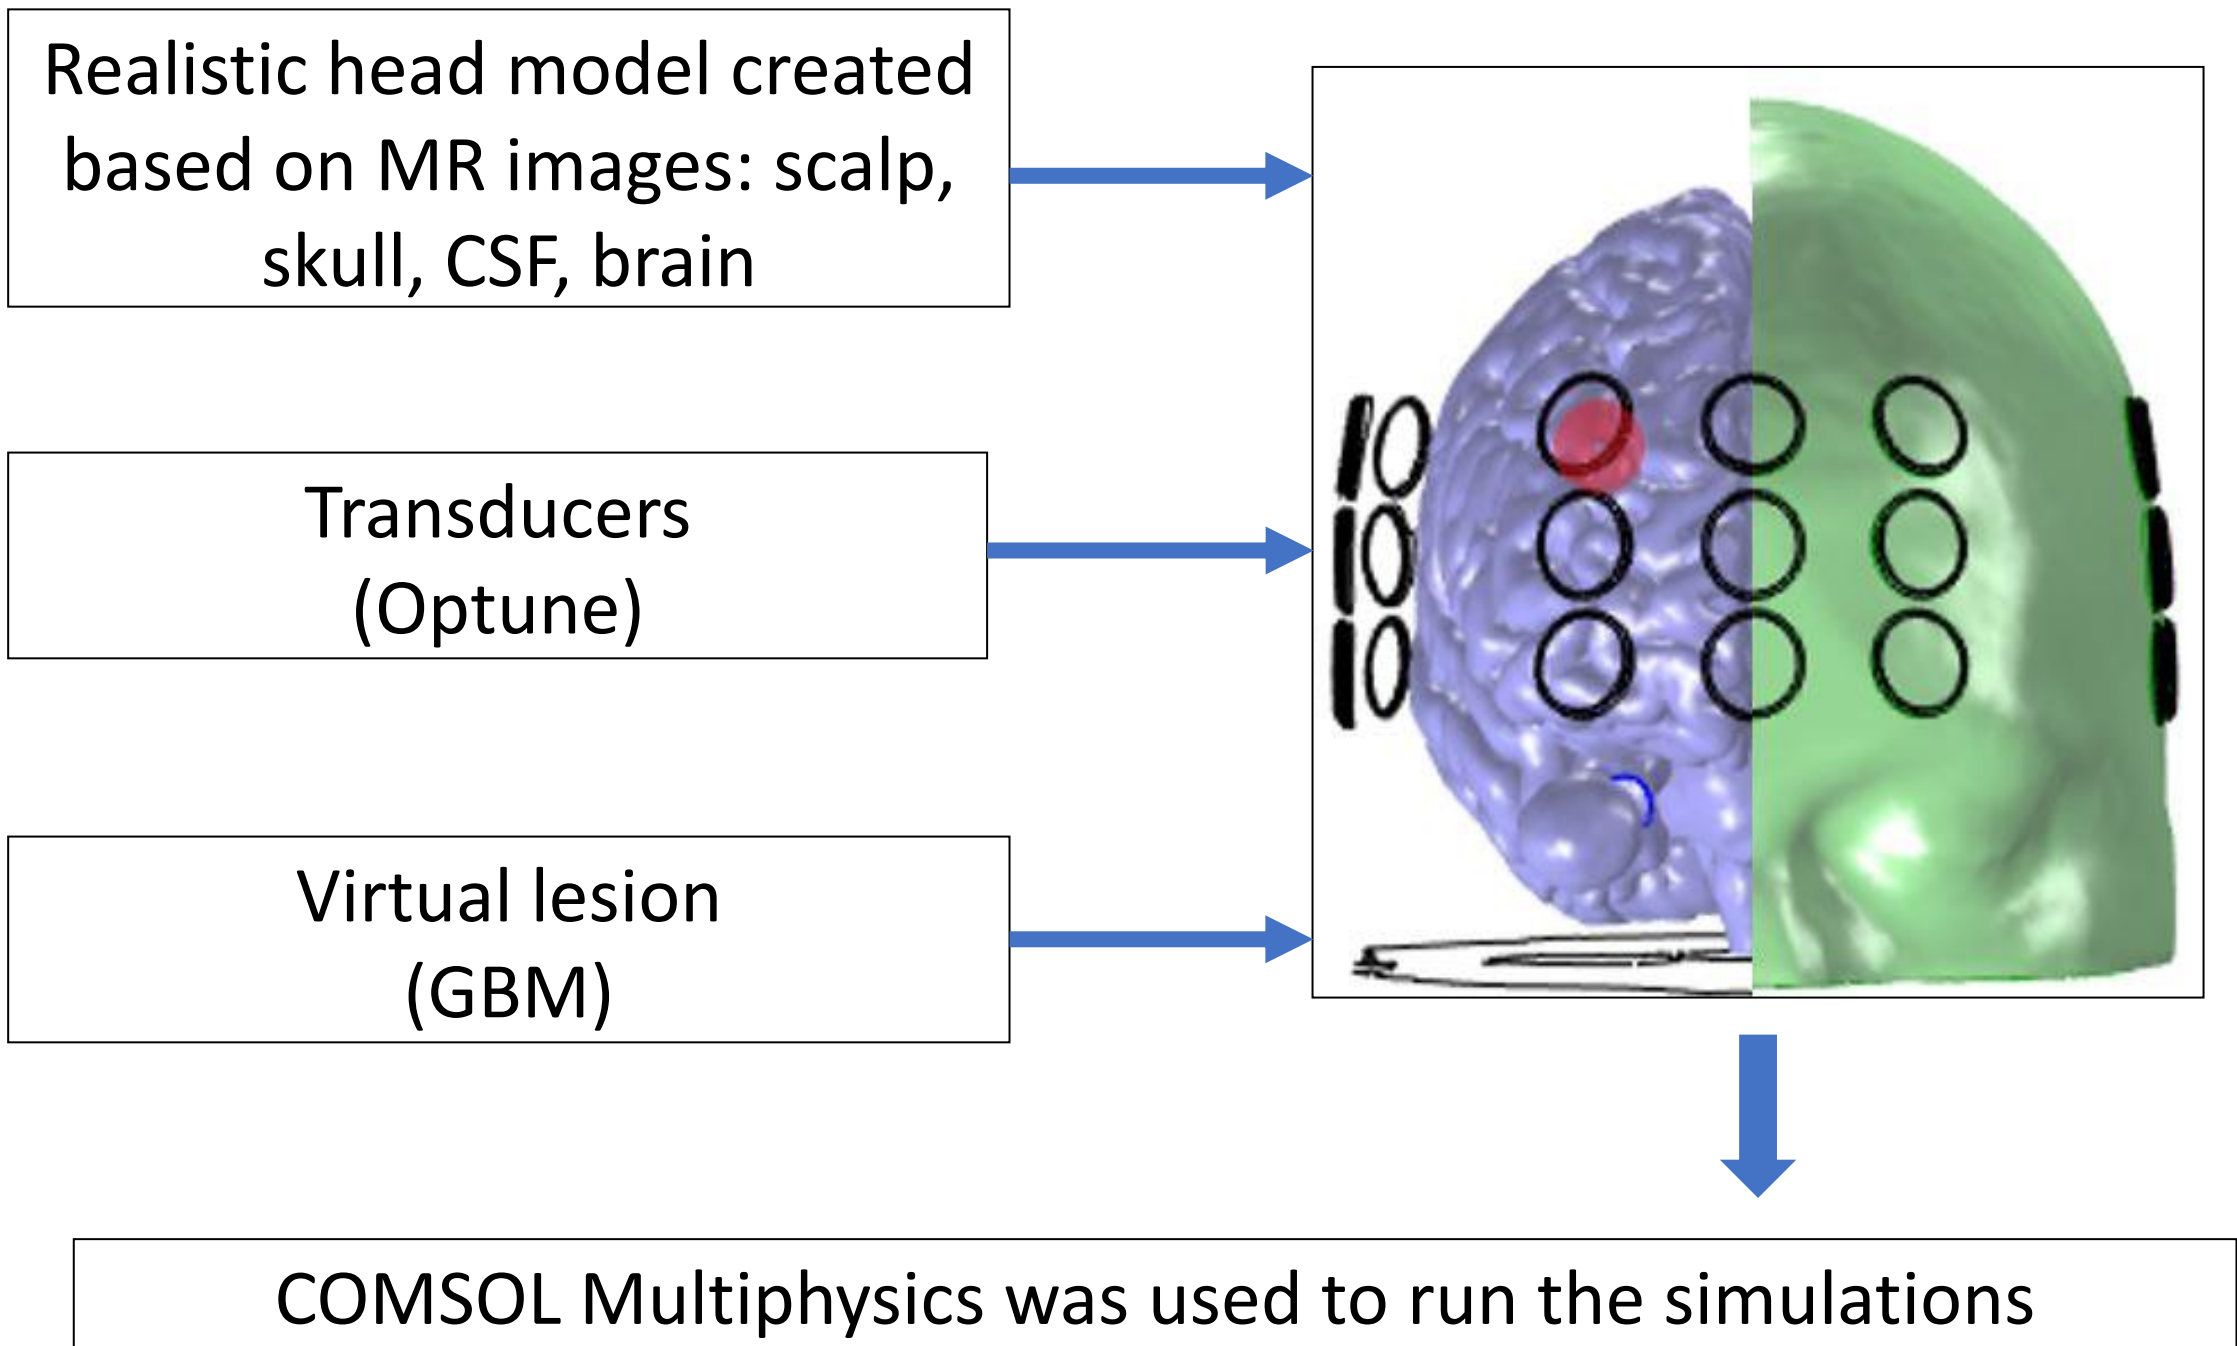 Realistic head model created
based on MR images: scalp,
skull, CSF, brain
Transducers
(Optune)
Virtual lesion
(GBM)
COMSOL Multiphysics was used to run the simulations